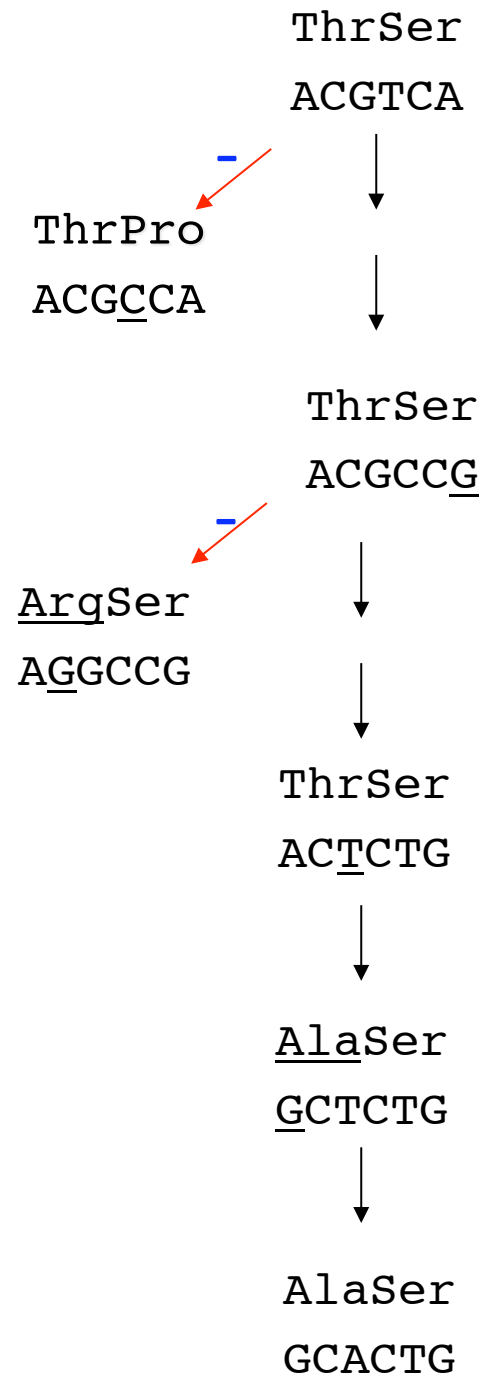 ThrSer
ACGTCA
-
ThrPro
ACGCCA
ThrSer
ACGCCG
-
ArgSer
AGGCCG
ThrSer
ACTCTG
AlaSer
GCTCTG
AlaSer
GCACTG